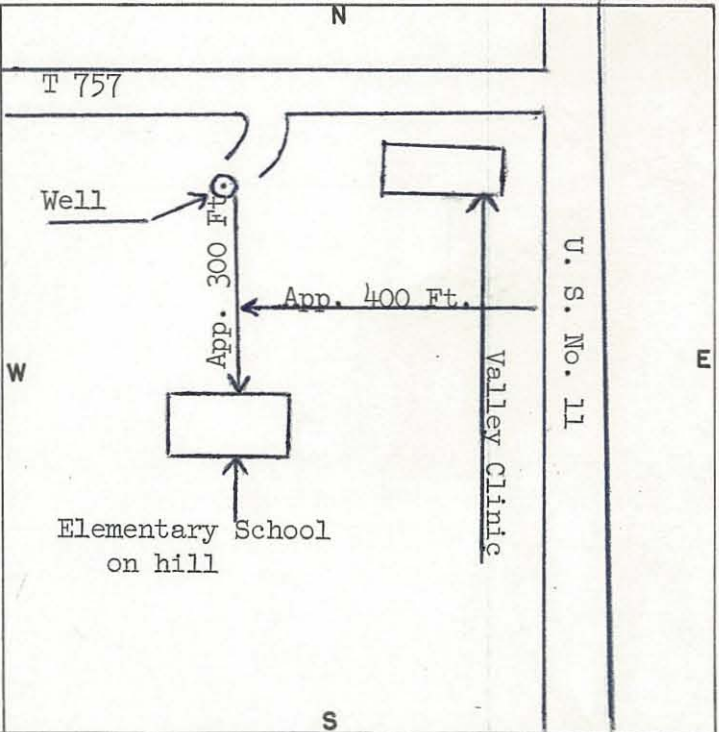 N
T 757
Well
App. 300 Ft
App. 400 Ft.
U. S. No. 11
W
E
Valley Clinic
Elementary School
on hill
S